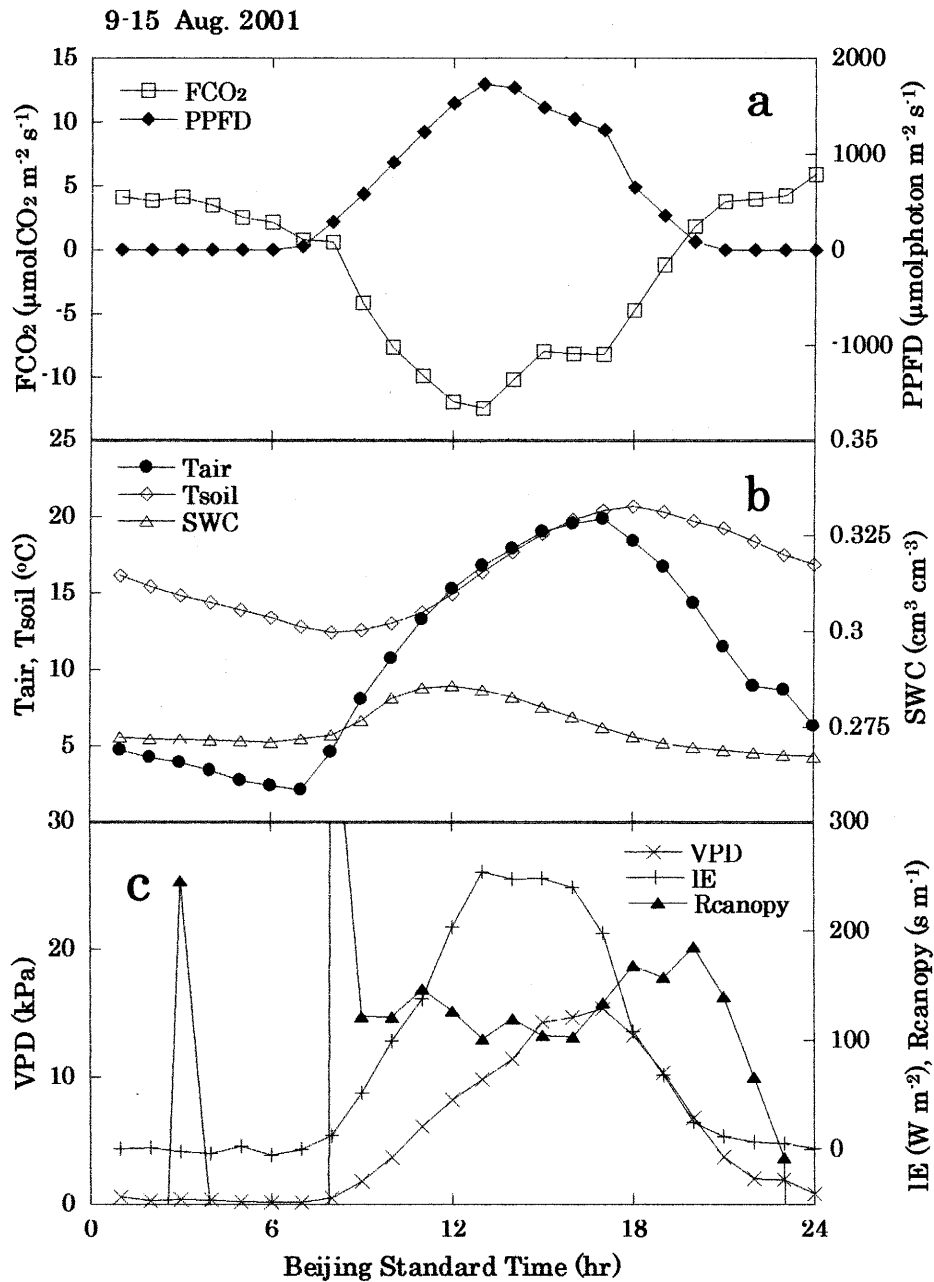 9-15 Aug. 2001
15
10
5
0
-5
-10
25
FCO2 (μmolCO2 m-2 s-1)
FCO2
PPFD
a
2000
1000
0
-1000
0.35
PPFD (μmolphoton m-2 s-1)
20
15
10
5
30
Tair, Tsoil (ºC)
Tair
Tsoil
SWC
b
0.325
0.3
0.275
300
SWC (cm3 cm-3)
20
10
0
VPD (kPa)
c
VPD
lE
Rcanopy
200
100
0
lE (W m-2), Rcanopy (s m-1)
0
6
12
18
24
Beijing Standard Time (hr)